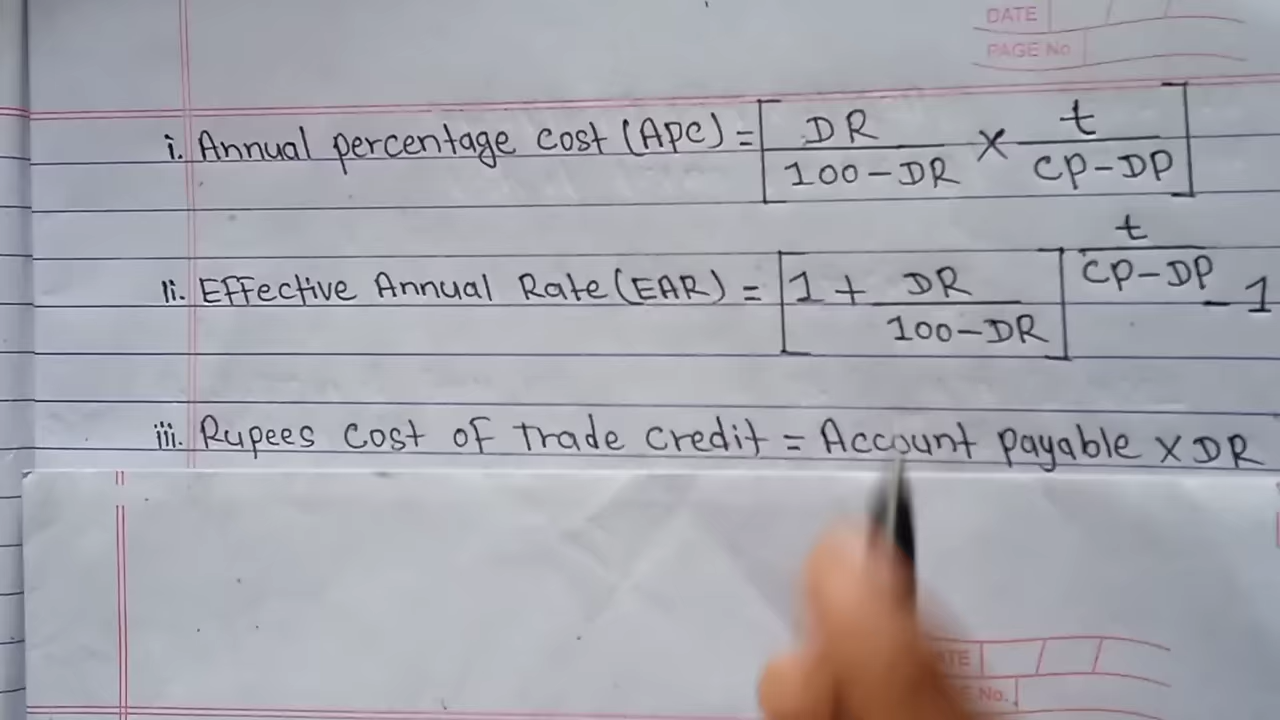 DATE
PAGE No
i. Annual percentage cost (APC) = [DR / 100 - DR × t / CP - DP]
ii. Effective Annual Rate (EAR) = [1 + DR / 100 - DR]^(t / CP - DP) - 1
iii. Rupees cost of Trade credit = Account payable × DR
No.